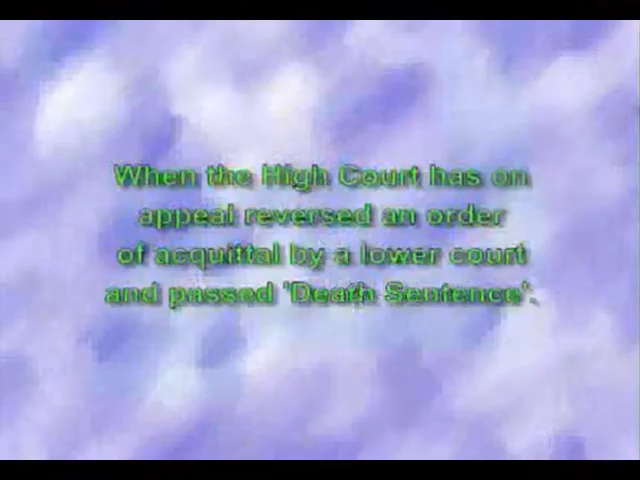 When the High Court has on
appeal reversed an order
of acquittal by a lower court
and passed 'Death Sentence'.